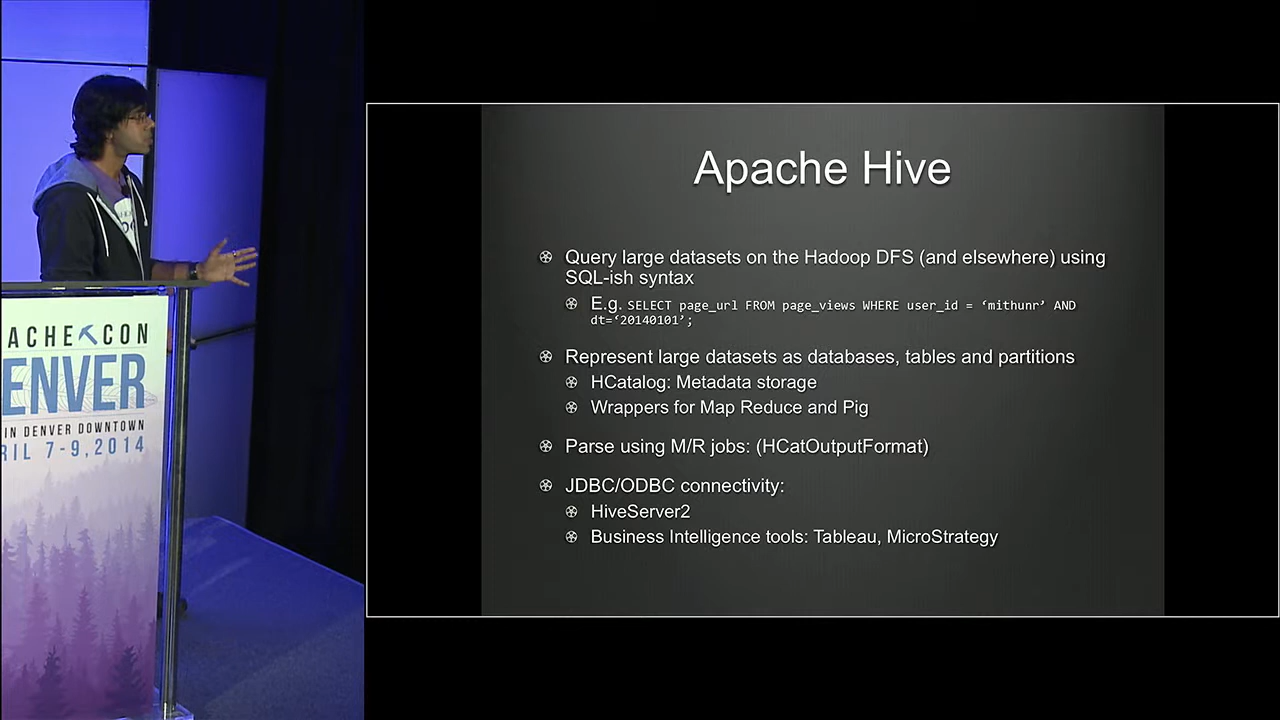 ACHE CON
ENVER
IN DENVER DOWNTOWN
RIL 7-9, 2014
Apache Hive
Query large datasets on the Hadoop DFS (and elsewhere) using
SQL-ish syntax
E.g. SELECT page_url FROM page_views WHERE user_id = ‘mithunr’ AND
dt=‘20140101’;
Represent large datasets as databases, tables and partitions
HCatalog: Metadata storage
Wrappers for Map Reduce and Pig
Parse using M/R jobs: (HCatOutputFormat)
JDBC/ODBC connectivity:
HiveServer2
Business Intelligence tools: Tableau, MicroStrategy